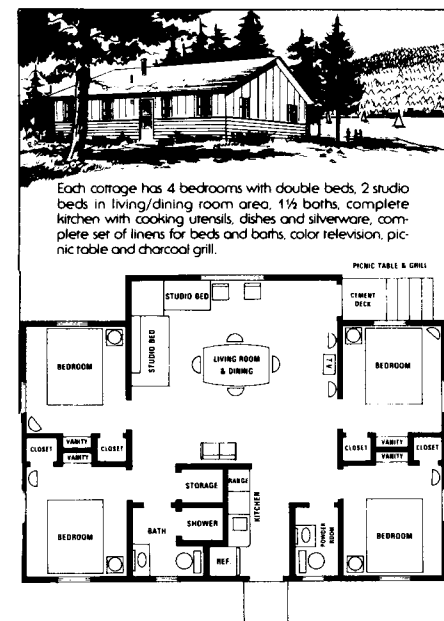 Each cottage has 4 bedrooms with double beds, 2 studio
beds in living/dining room area, 1½ baths, complete
kitchen with cooking utensils, dishes and silverware, com-
plete set of linens for beds and baths, color television, pic-
nic table and charcoal grill.
PICNIC TABLE & GRILL
STUDIO BED
CEMENT
DECK
STUDIO BED
BEDROOM
LIVING ROOM
& DINING
T.V.
BEDROOM
CLOSET
VANITY
VANITY
CLOSET
CLOSET
VANITY
VANITY
CLOSET
STORAGE
RANGE
KITCHEN
BEDROOM
BATH
SHOWER
REF.
POWDER
ROOM
BEDROOM